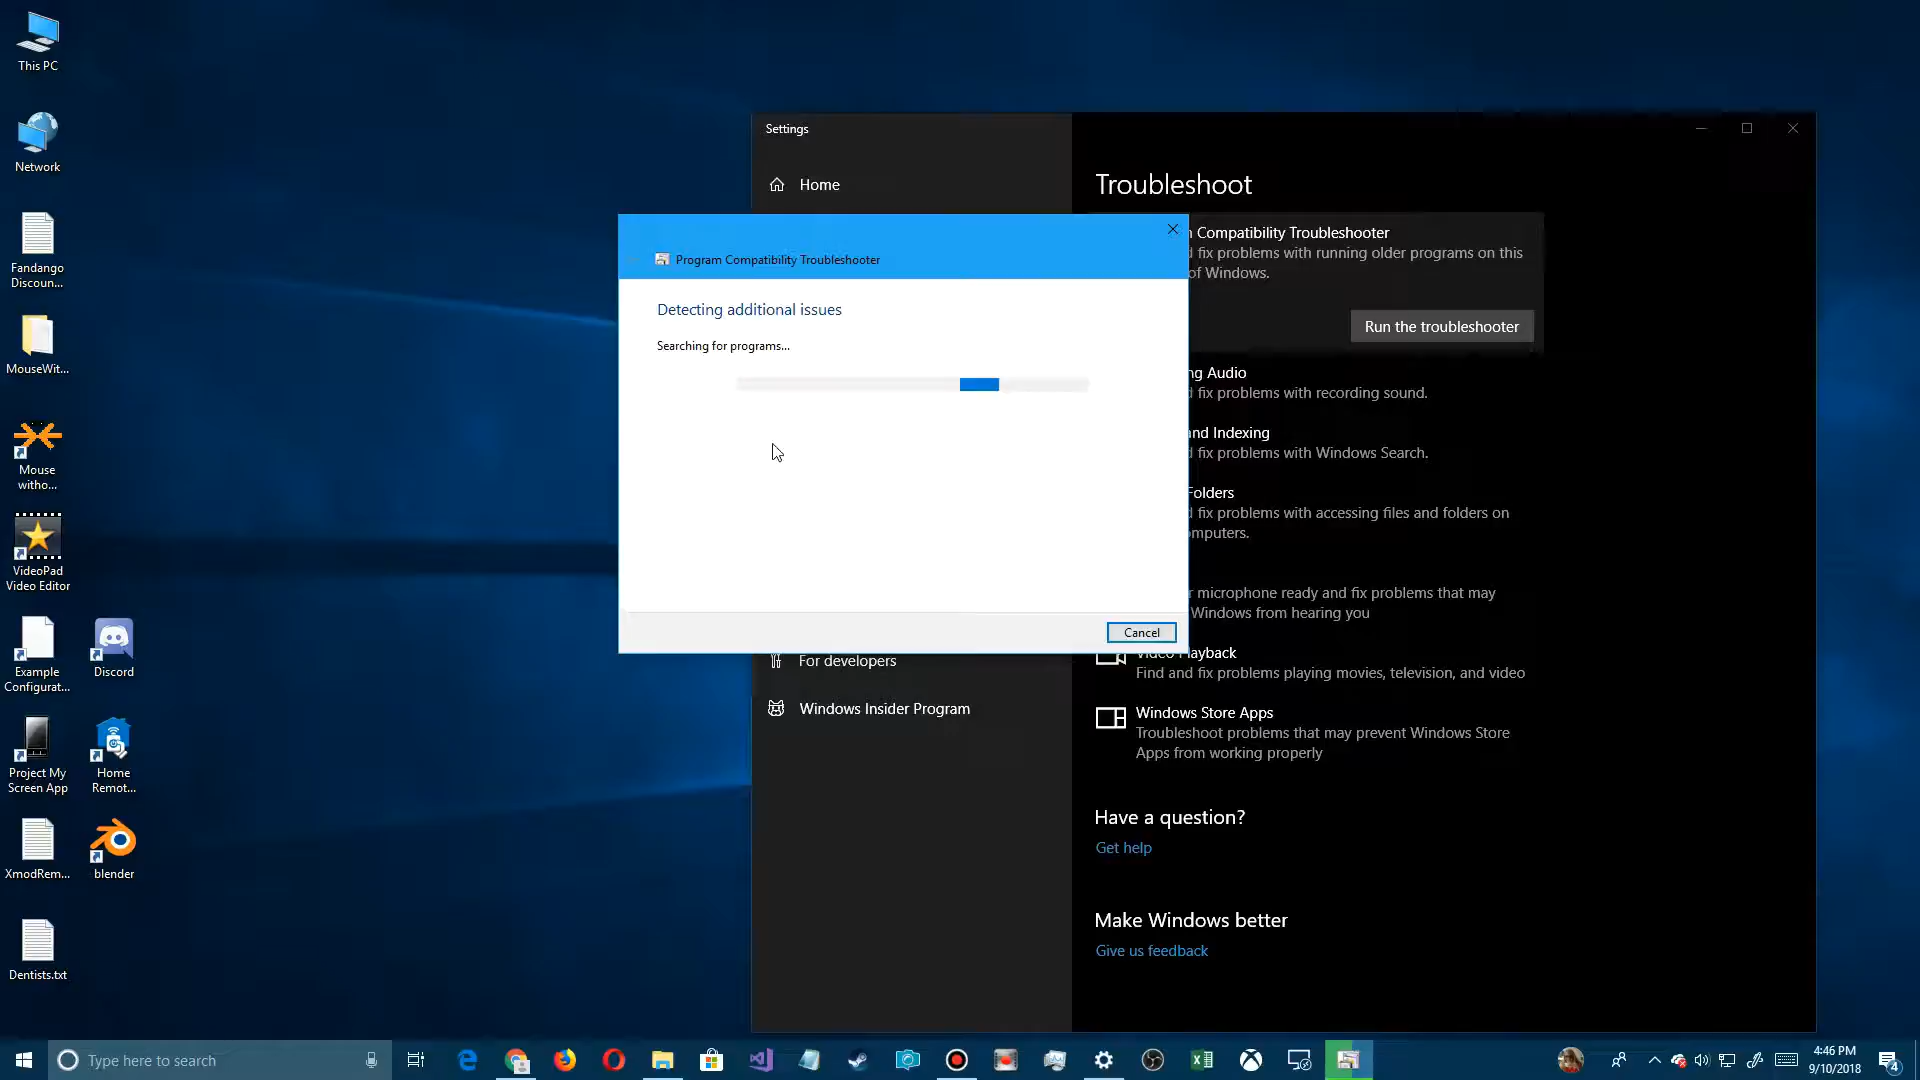 This PC
Network
Fandango
Discoun...
MouseWit...
Mouse
witho...
VideoPad
Video Editor
Example
Configurat...
Discord
Project My
Screen App
Home
Remot...
XmodRem...
blender
Dentists.txt
Settings
Home
For developers
Windows Insider Program
Program Compatibility Troubleshooter
Detecting additional issues
Searching for programs...
Cancel
Troubleshoot
Compatibility Troubleshooter
fix problems with running older programs on this
of Windows.
Run the troubleshooter
Audio
fix problems with recording sound.
and Indexing
fix problems with Windows Search.
Folders
fix problems with accessing files and folders on
microphone ready and fix problems that may
Windows from hearing you
Video Playback
Find and fix problems playing movies, television, and video
Windows Store Apps
Troubleshoot problems that may prevent Windows Store
Apps from working properly
Have a question?
Get help
Make Windows better
Give us feedback
Type here to search
4:46 PM
9/10/2018
4